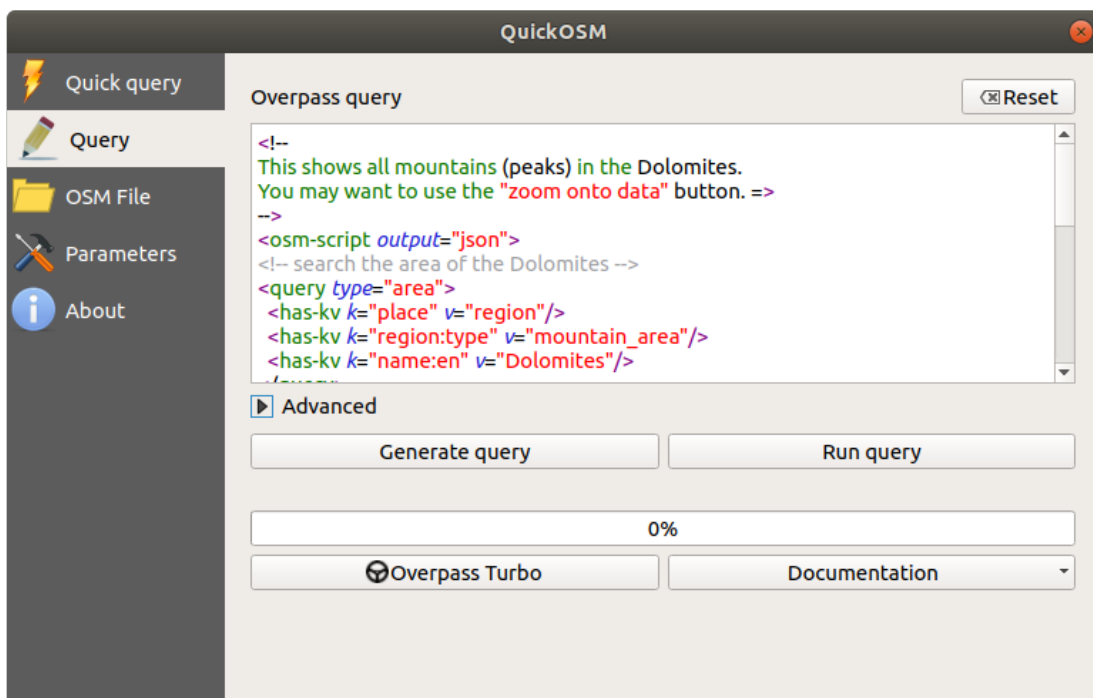 QuickOSM
Quick query
Query
OSM File
Parameters
About
Overpass query
Reset
<!--
This shows all mountains (peaks) in the Dolomites.
You may want to use the "zoom onto data" button. =>
-->
<osm-script output="json">
<!-- search the area of the Dolomites -->
<query type="area">
<has-kv k="place" v="region"/>
<has-kv k="region:type" v="mountain_area"/>
<has-kv k="name:en" v="Dolomites"/>
Advanced
Generate query
Run query
0%
Overpass Turbo
Documentation